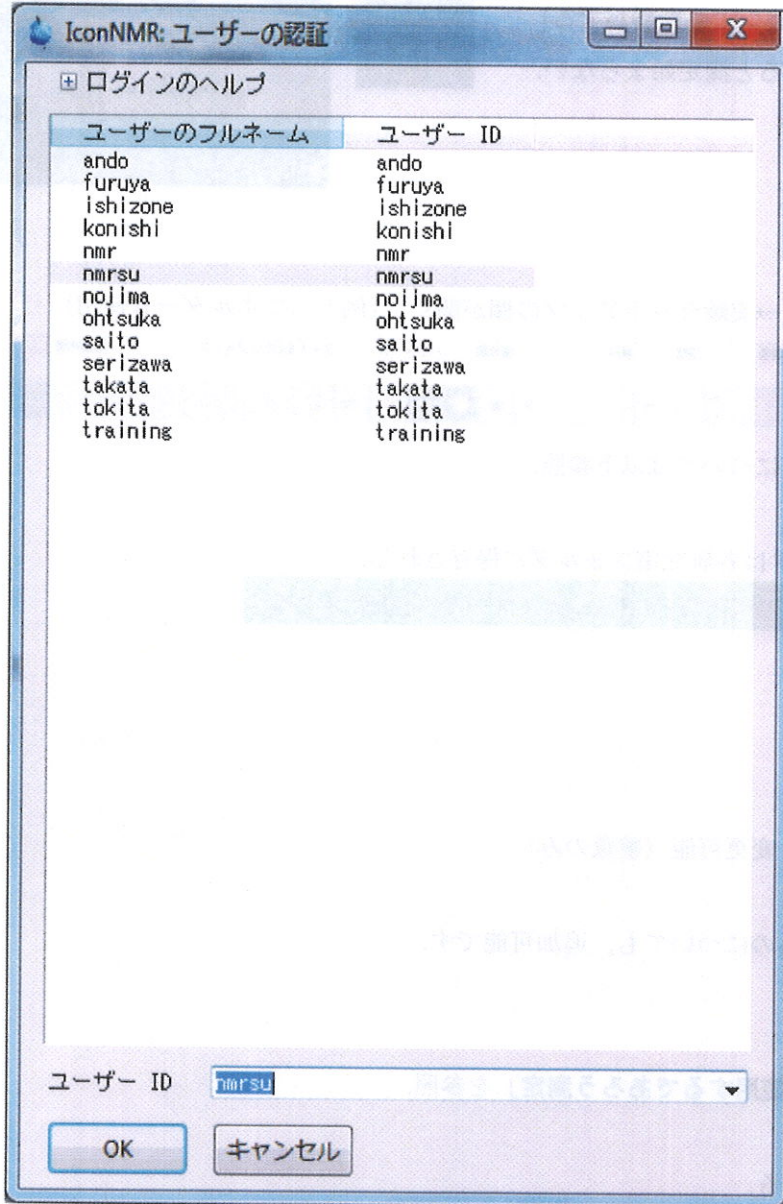 IconNMR: ユーザーの認証
ログインのヘルプ
ユーザーのフルネーム ユーザー ID
ando ando
furuya furuya
ishizone ishizone
konishi konishi
nmr nmr
nmrsu nmrsu
nojima noijma
ohtsuka ohtsuka
saito saito
serizawa serizawa
takata takata
tokita tokita
training training
ユーザー ID nmrsu
OK キャンセル